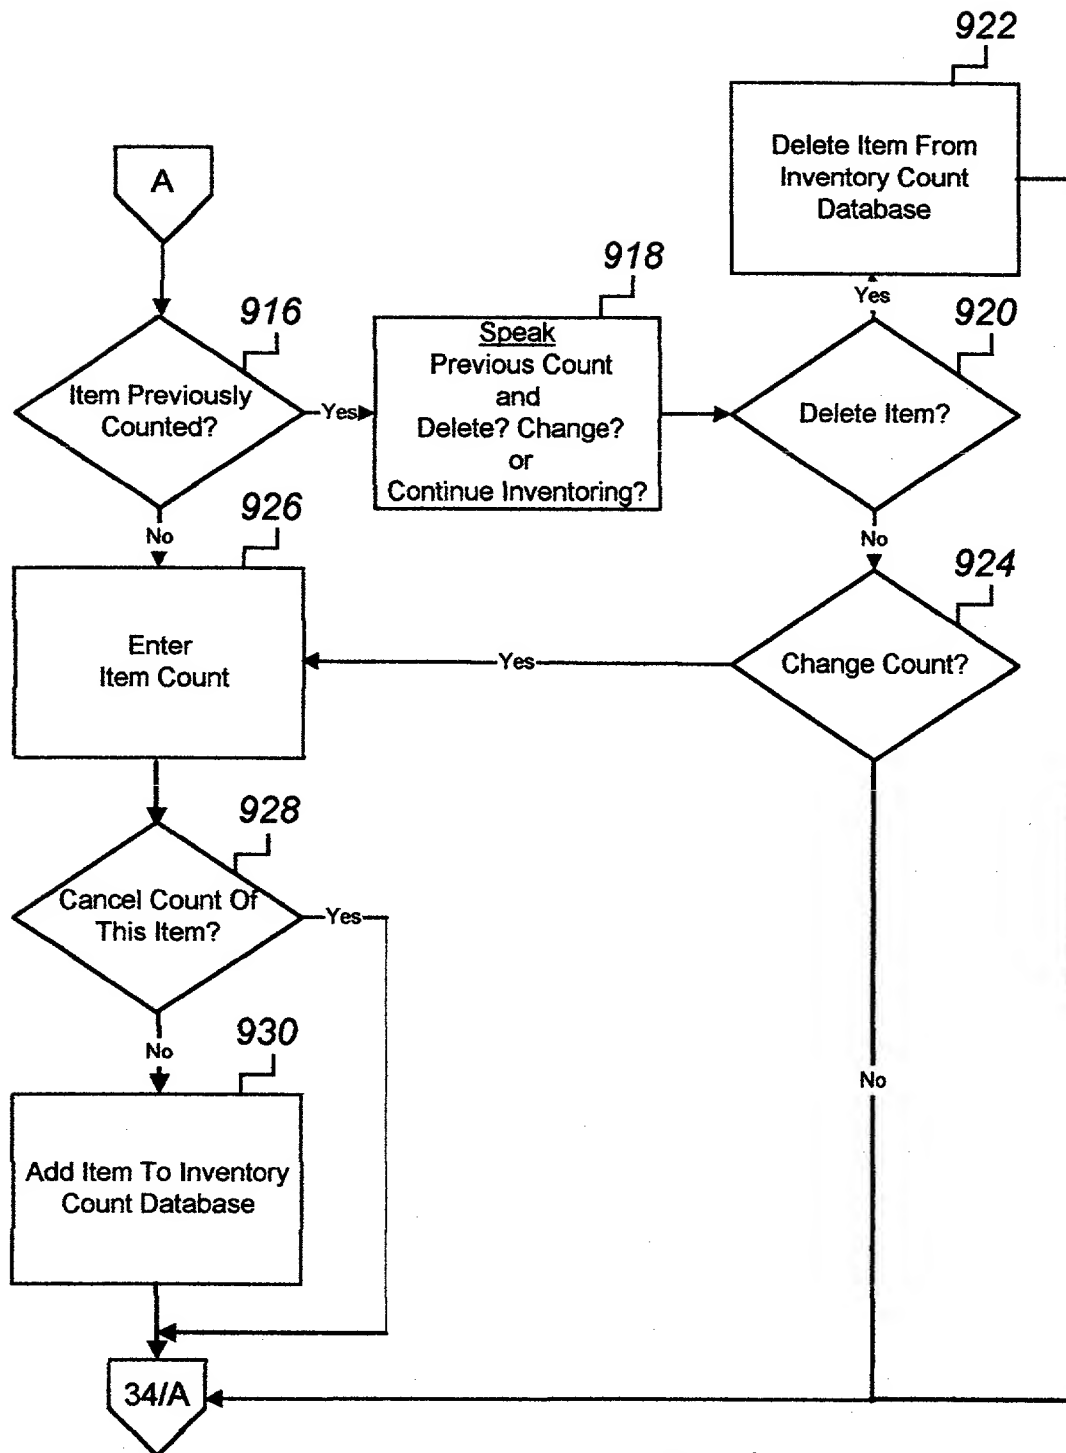 922
Delete Item From
Inventory Count
Database
A
918
Yes
916
Speak
Previous Count
and
Delete? Change?
or
Continue Inventoring?
920
Item Previously
Counted?
Yes
Delete Item?
No
926
No
924
Enter
Item Count
Yes
Change Count?
928
Cancel Count Of
This Item?
Yes
No
930
No
Add Item To Inventory
Count Database
34/A